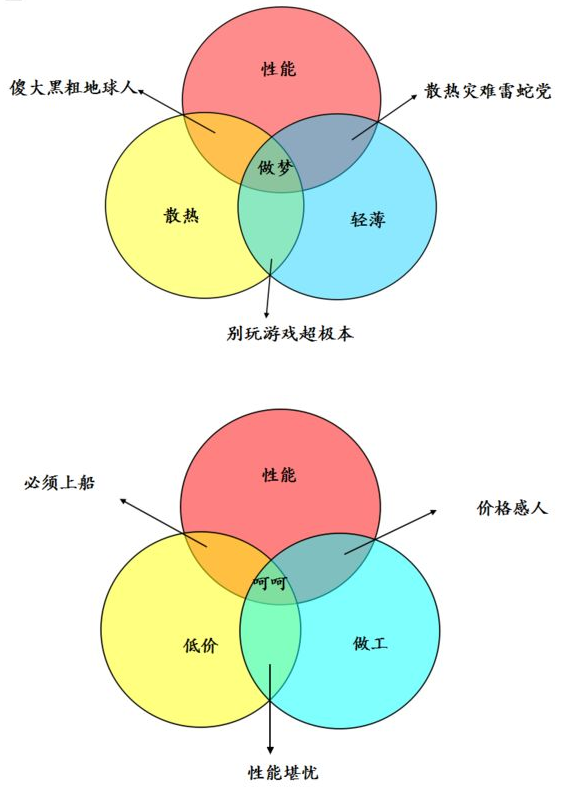 性能
傻大黑粗地球人
散热灾难雷蛇党
做梦
散热
轻薄
别玩游戏超极本
性能
必须上船
价格感人
呵呵
低价
做工
性能堪忧